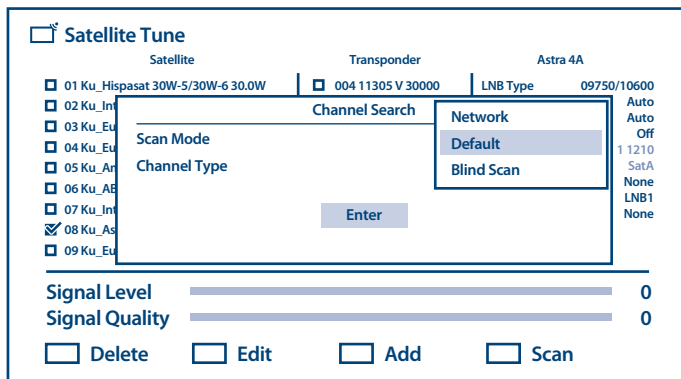 Satellite Tune
Satellite Transponder Astra 4A
01 Ku_Hispasat 30W-5/30W-6 30.0W 004 11305 V 30000 LNB Type 09750/10600
02 Ku_Int Auto
03 Ku_Eu Auto
04 Ku_Eu Off
05 Ku_An 1 1210
06 Ku_AB SatA
07 Ku_Int None
08 Ku_As LNB1
09 Ku_Eu None
Channel Search
Scan Mode
Channel Type
Network
Default
Blind Scan
Enter
Signal Level 0
Signal Quality 0
Delete Edit Add Scan